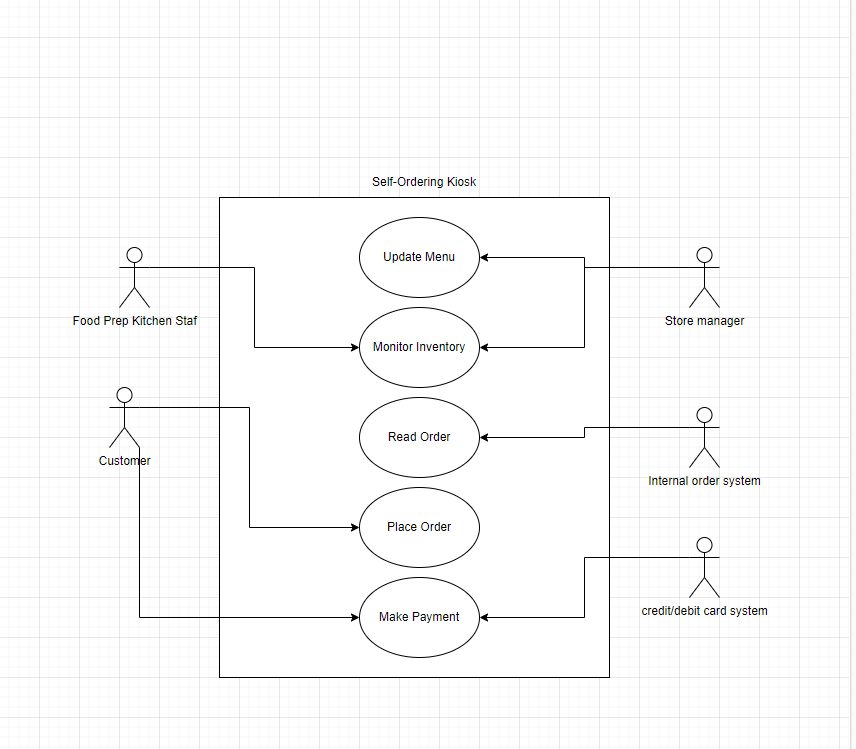 Self-Ordering Kiosk
Update Menu
Food Prep Kitchen Staf
Store manager
Monitor Inventory
Customer
Read Order
Internal order system
Place Order
credit/debit card system
Make Payment